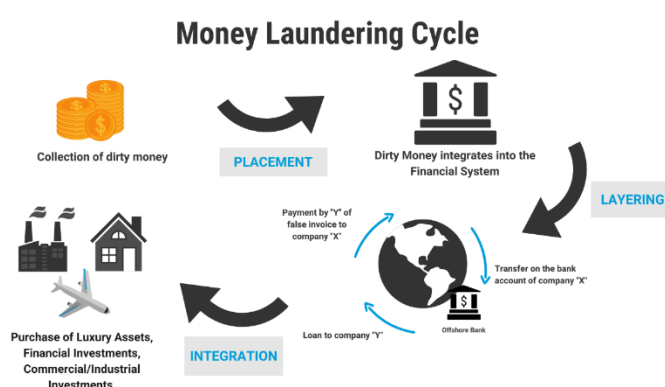 Money Laundering Cycle
$
$
Collection of dirty money
PLACEMENT
Dirty Money integrates into the
Financial System
LAYERING
Payment by "Y" of
false invoice to
company "X"
Transfer on the bank
account of company "X"
$
Offshore Bank
Loan to company "Y"
INTEGRATION
Purchase of Luxury Assets,
Financial Investments,
Commercial/Industrial
Investments